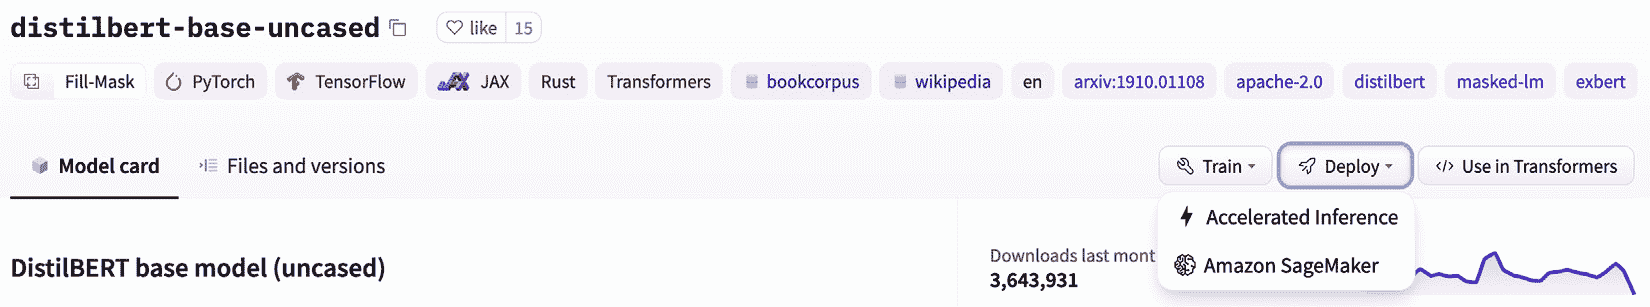 distilbert-base-uncased like 15
Fill-Mask PyTorch TensorFlow JAX Rust Transformers bookcorpus wikipedia en arxiv:1910.01108 apache-2.0 distilbert masked-lm exbert
Model card Files and versions Train Deploy </> Use in Transformers
Accelerated Inference
Downloads last mont
DistilBERT base model (uncased)
Amazon SageMaker
3,643,931